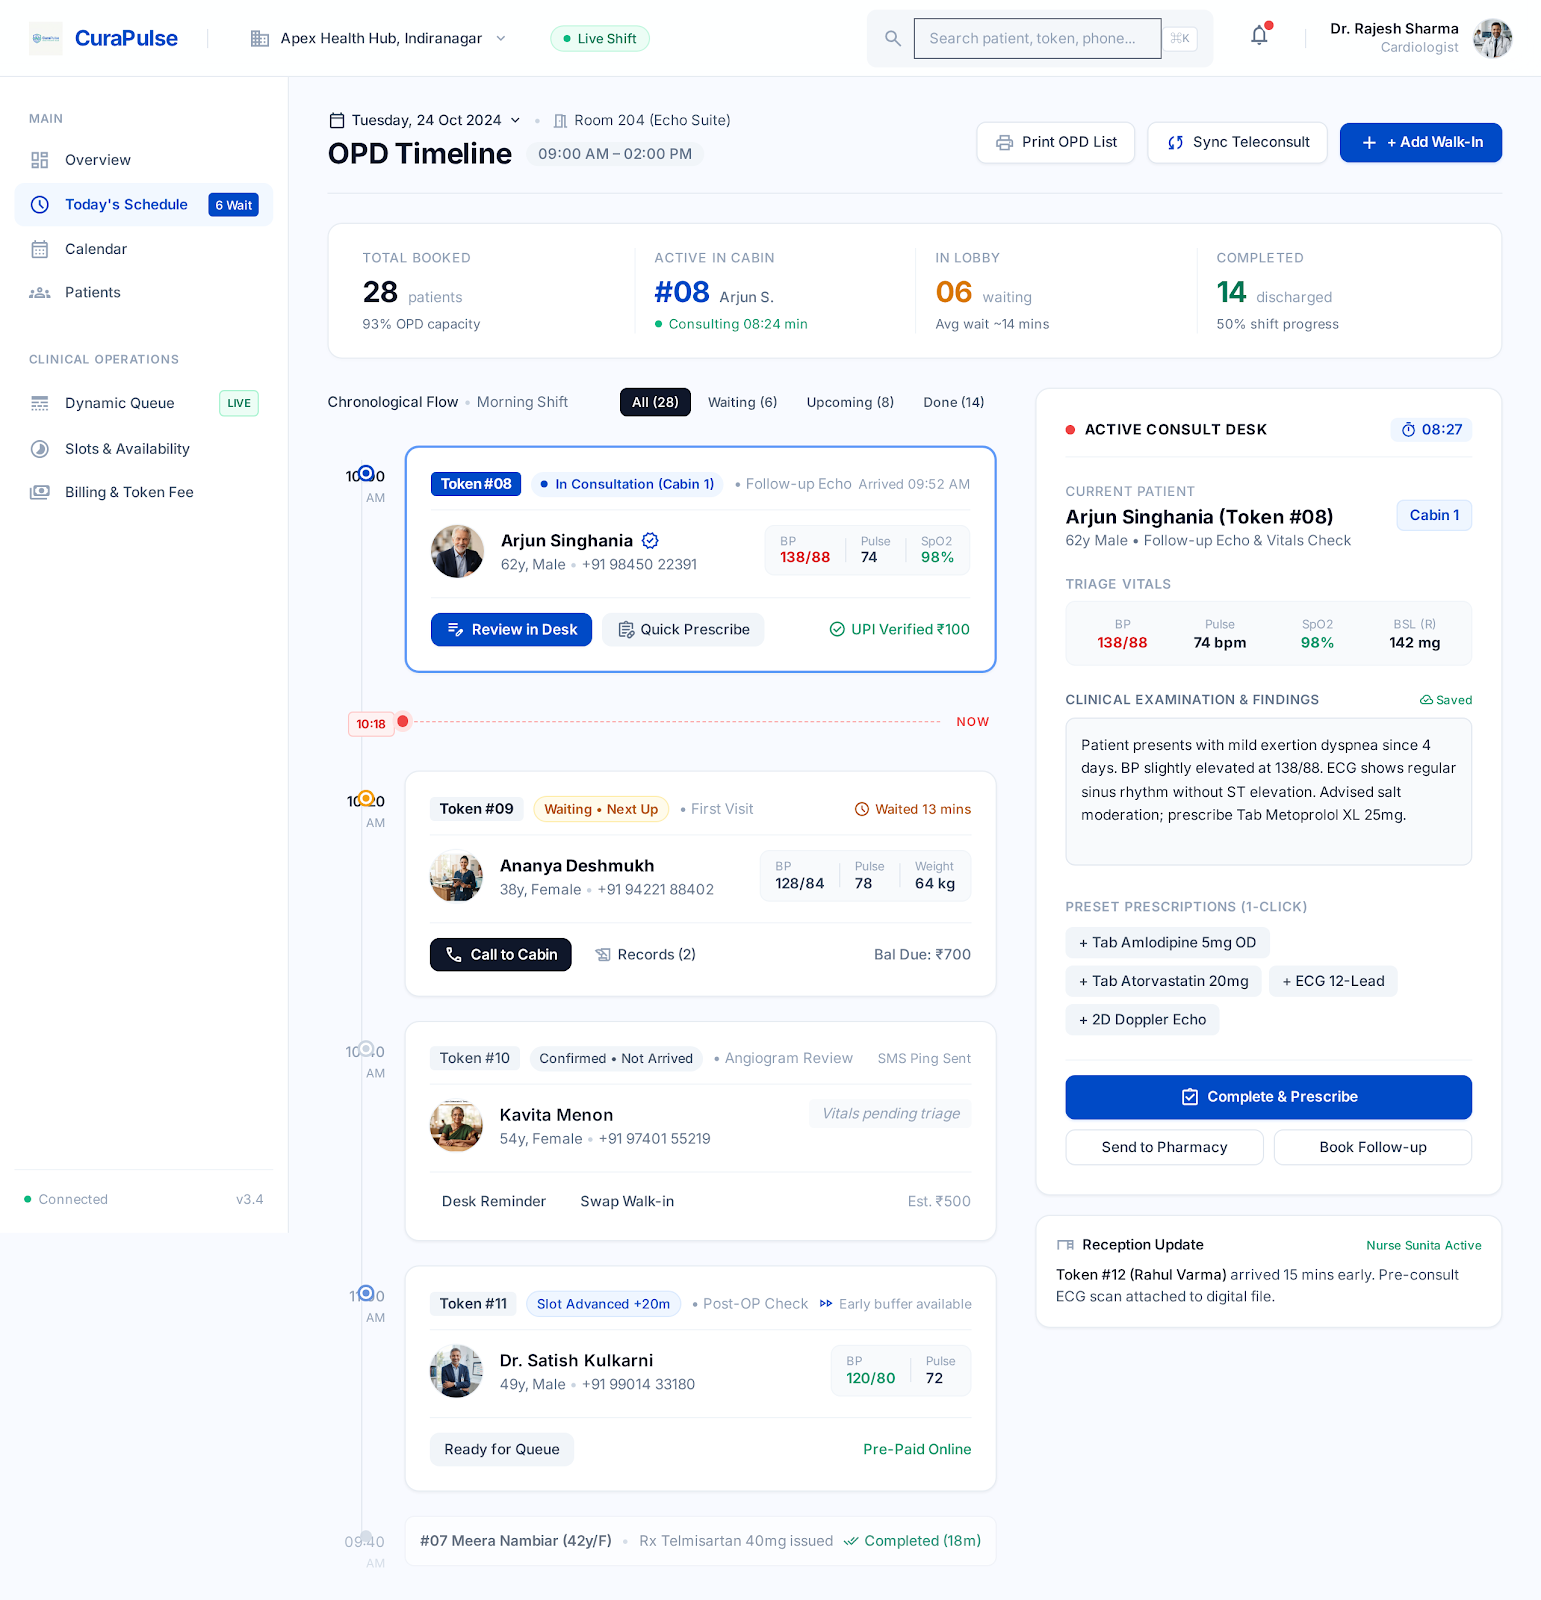 CuraPulse
Apex Health Hub, Indiranagar
Live Shift
Search patient, token, phone...
⌘K
Dr. Rajesh Sharma
Cardiologist
MAIN
Overview
Today's Schedule
6 Wait
Calendar
Patients
CLINICAL OPERATIONS
Dynamic Queue
LIVE
Slots & Availability
Billing & Token Fee
Connected
v3.4
Tuesday, 24 Oct 2024 • Room 204 (Echo Suite)
OPD Timeline
09:00 AM – 02:00 PM
Print OPD List
Sync Teleconsult
+ Add Walk-In
TOTAL BOOKED
28 patients
93% OPD capacity
ACTIVE IN CABIN
#08 Arjun S.
Consulting 08:24 min
IN LOBBY
06 waiting
Avg wait ~14 mins
COMPLETED
14 discharged
50% shift progress
Chronological Flow • Morning Shift
All (28)
Waiting (6)
Upcoming (8)
Done (14)
AM
Token #08
In Consultation (Cabin 1)
• Follow-up Echo
Arrived 09:52 AM
Arjun Singhania
62y, Male • +91 98450 22391
BP
138/88
Pulse
74
SpO2
98%
Review in Desk
Quick Prescribe
UPI Verified ₹100
10:18
NOW
AM
Token #09
Waiting • Next Up
• First Visit
Waited 13 mins
Ananya Deshmukh
38y, Female • +91 94221 88402
BP
128/84
Pulse
78
Weight
64 kg
Call to Cabin
Records (2)
Bal Due: ₹700
AM
Token #10
Confirmed • Not Arrived
• Angiogram Review
SMS Ping Sent
Kavita Menon
54y, Female • +91 97401 55219
Vitals pending triage
Desk Reminder
Swap Walk-in
Est. ₹500
AM
Token #11
Slot Advanced +20m
• Post-OP Check
Early buffer available
Dr. Satish Kulkarni
49y, Male • +91 99014 33180
BP
120/80
Pulse
72
Ready for Queue
Pre-Paid Online
09:40
AM
#07 Meera Nambiar (42y/F) • Rx Telmisartan 40mg issued
Completed (18m)
ACTIVE CONSULT DESK
08:27
CURRENT PATIENT
Arjun Singhania (Token #08)
62y Male • Follow-up Echo & Vitals Check
Cabin 1
TRIAGE VITALS
BP
138/88
Pulse
74 bpm
SpO2
98%
BSL (R)
142 mg
CLINICAL EXAMINATION & FINDINGS
Saved
Patient presents with mild exertion dyspnea since 4
days. BP slightly elevated at 138/88. ECG shows regular
sinus rhythm without ST elevation. Advised salt
moderation; prescribe Tab Metoprolol XL 25mg.
PRESET PRESCRIPTIONS (1-CLICK)
+ Tab Amlodipine 5mg OD
+ Tab Atorvastatin 20mg
+ ECG 12-Lead
+ 2D Doppler Echo
Complete & Prescribe
Send to Pharmacy
Book Follow-up
Reception Update
Nurse Sunita Active
Token #12 (Rahul Varma) arrived 15 mins early. Pre-consult
ECG scan attached to digital file.